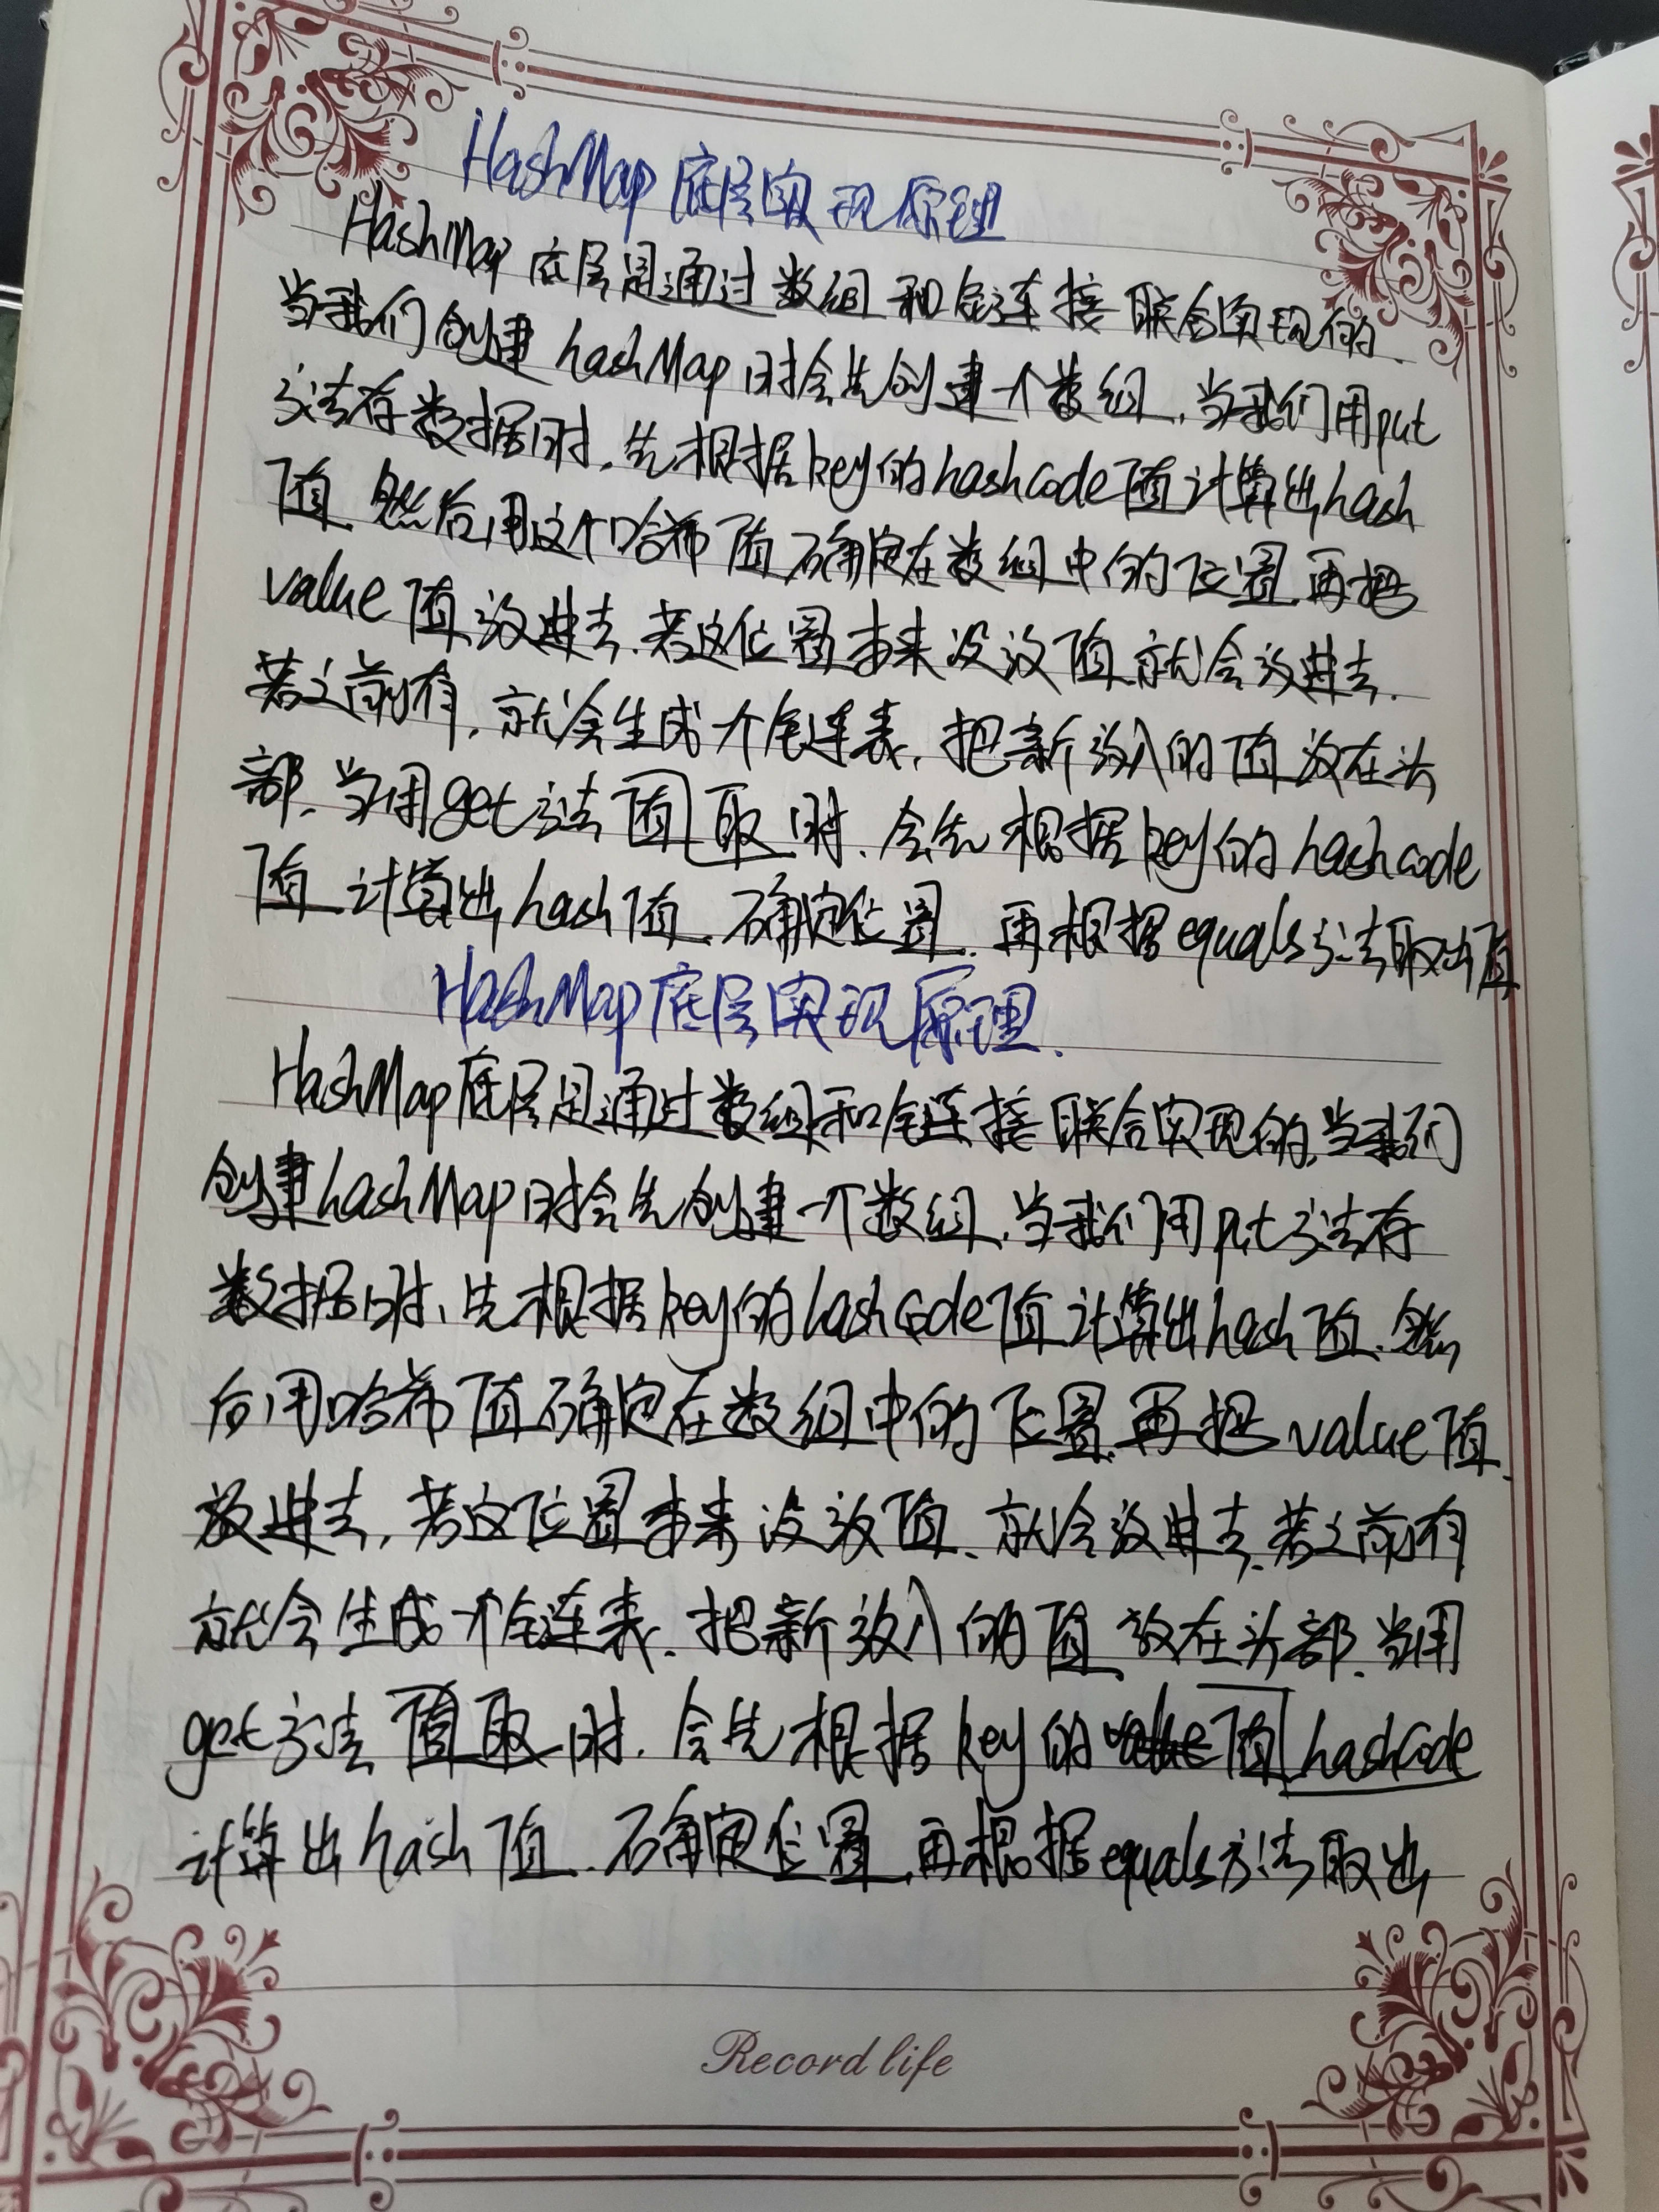 HashMap底层实现原理
HashMap底层是通过数组和链连接联合实现的.
当我们创建hashMap时会先创建一个数组,当我们用put
方法存数据时,先根据key的hashcode值计算出hash
值.然后用这个哈希值确定在数组中的位置.再把
value值放进去.若这位置本来没放值.就会放进去.
若之前有,就会生成一个链表,把新放入的值放在头
部.当用get方法值取时.会先根据key的hashcode
值计算出hash值.确定位置.再根据equals方法取出值
HashMap底层实现原理.
HashMap底层是通过数组和链连接联合实现的.当我们
创建hashMap时会先创建一个数组.当我们用put方法存
数据时,先根据key的hashcode值计算出hash值.然
后用哈希值确定在数组中的位置.再把value值
放进去,若这位置本来没放值.就会放进去.若之前有
就会生成一个链表.把新放入的值放在头部.当用
get方法值取时.会先根据key的值hashcode
计算出hash值.确定位置.再根据equals方法取出
Record life